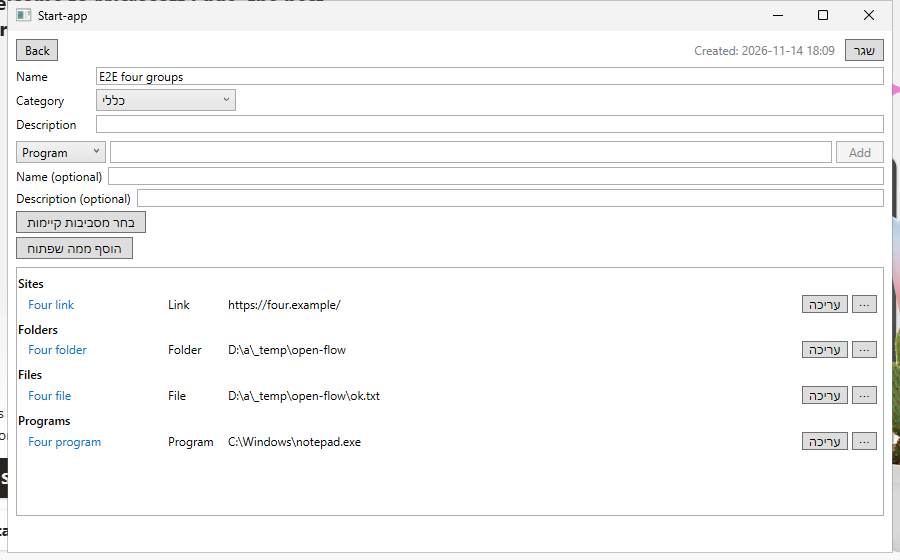 Start-app
Back Created: 2026-11-14 18:09 שגר
Name E2E four groups
Category כללי
Description
Program Add
Name (optional)
Description (optional)
בחר מסביבות קיימות
הוסף ממה שפתוח
Sites
Four link Link https://four.example/ עריכה ...
Folders
Four folder Folder D:\a\_temp\open-flow עריכה ...
Files
Four file File D:\a\_temp\open-flow\ok.txt עריכה ...
Programs
Four program Program C:\Windows\notepad.exe עריכה ...